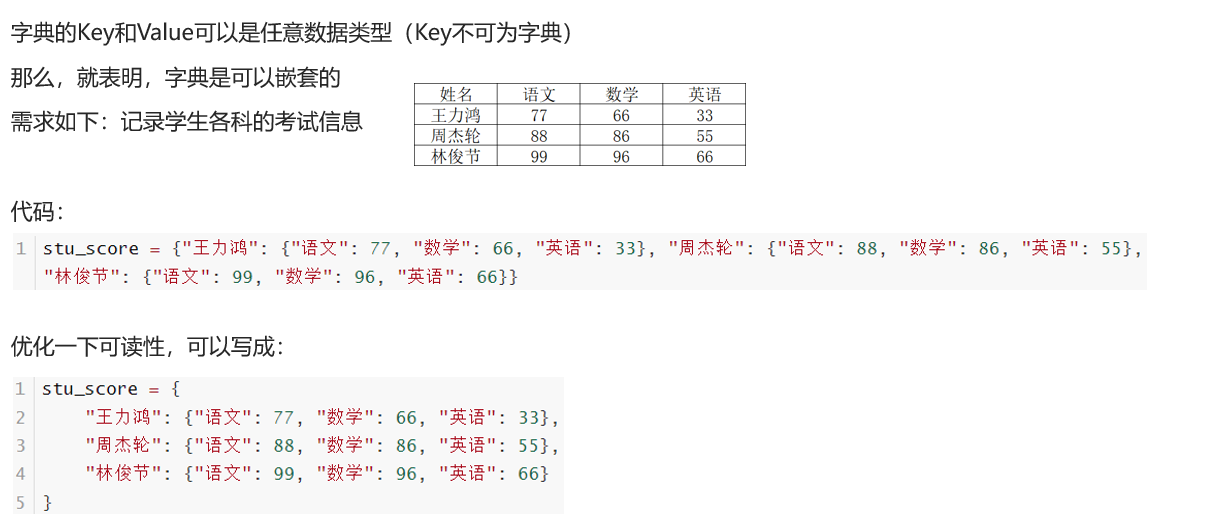 字典的Key和Value可以是任意数据类型（Key不可为字典）
那么，就表明，字典是可以嵌套的
需求如下：记录学生各科的考试信息
姓名 语文 数学 英语
王力鸿 77 66 33
周杰轮 88 86 55
林俊节 99 96 66
代码：
1 stu_score = {"王力鸿": {"语文": 77, "数学": 66, "英语": 33}, "周杰轮": {"语文": 88, "数学": 86, "英语": 55},
"林俊节": {"语文": 99, "数学": 96, "英语": 66}}
优化一下可读性，可以写成：
1 stu_score = {
2 "王力鸿": {"语文": 77, "数学": 66, "英语": 33},
3 "周杰轮": {"语文": 88, "数学": 86, "英语": 55},
4 "林俊节": {"语文": 99, "数学": 96, "英语": 66}
5 }